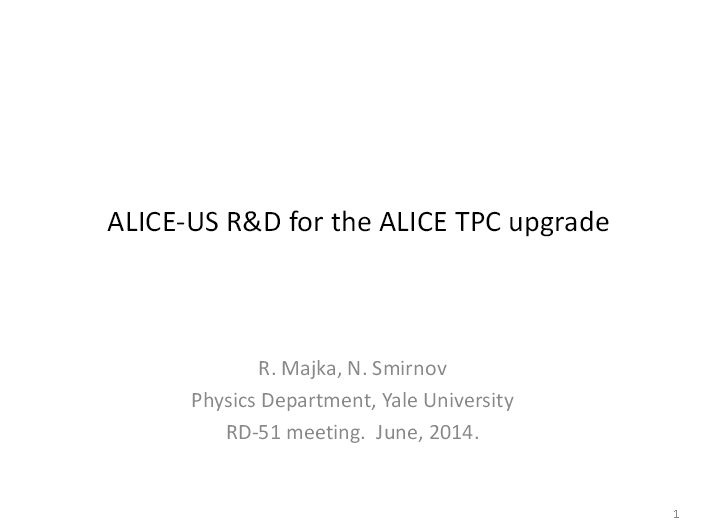 ALICE-US R&D for the ALICE TPC upgrade
R. Majka, N. Smirnov
Physics Department, Yale University
RD-51 meeting.  June, 2014.
1